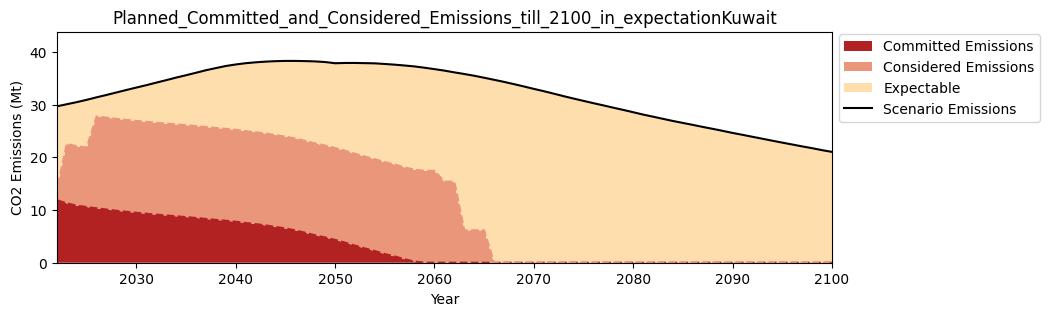 Planned_Committed_and_Considered_Emissions_till_2100_in_expectationKuwait
CO2 Emissions (Mt)
40
30
20
10
0
2030 2040 2050 2060 2070 2080 2090 2100
Year
Committed Emissions
Considered Emissions
Expectable
Scenario Emissions